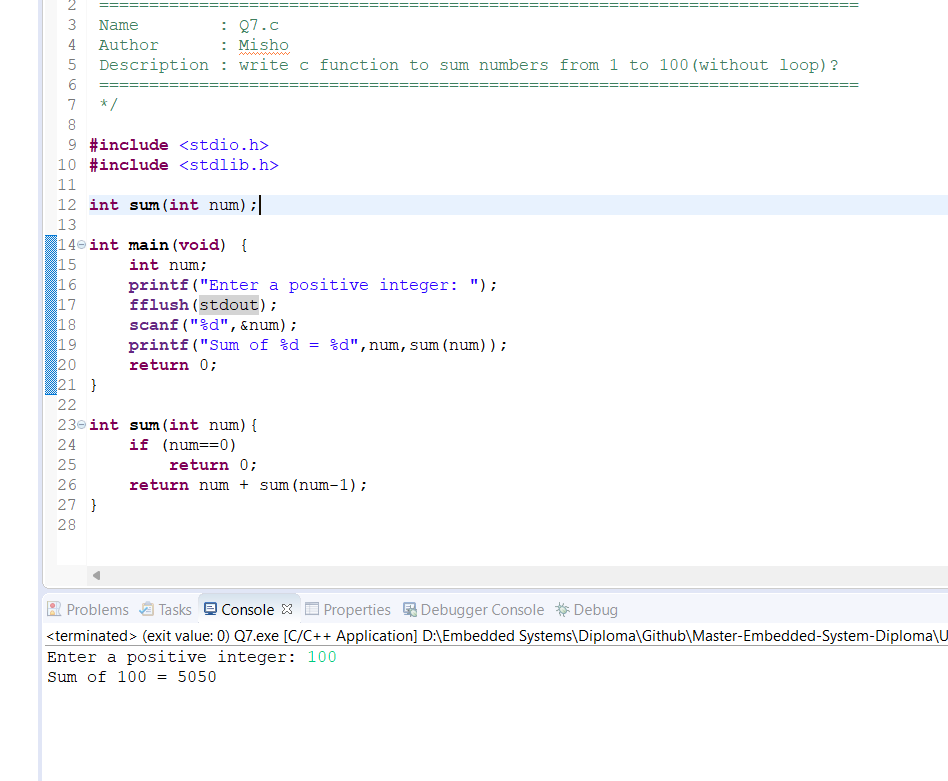 2 ============================================================================
3 Name        : Q7.c
4 Author      : Misho
5 Description : write c function to sum numbers from 1 to 100(without loop)?
6 ============================================================================
7 */
8
9 #include <stdio.h>
10 #include <stdlib.h>
11
12 int sum(int num);
13
14 int main(void) {
15     int num;
16     printf("Enter a positive integer: ");
17     fflush(stdout);
18     scanf("%d",&num);
19     printf("Sum of %d = %d",num,sum(num));
20     return 0;
21 }
22
23 int sum(int num){
24     if (num==0)
25         return 0;
26     return num + sum(num-1);
27 }
28
Problems Tasks Console Properties Debugger Console Debug
<terminated> (exit value: 0) Q7.exe [C/C++ Application] D:\Embedded Systems\Diploma\Github\Master-Embedded-System-Diploma\U
Enter a positive integer: 100
Sum of 100 = 5050